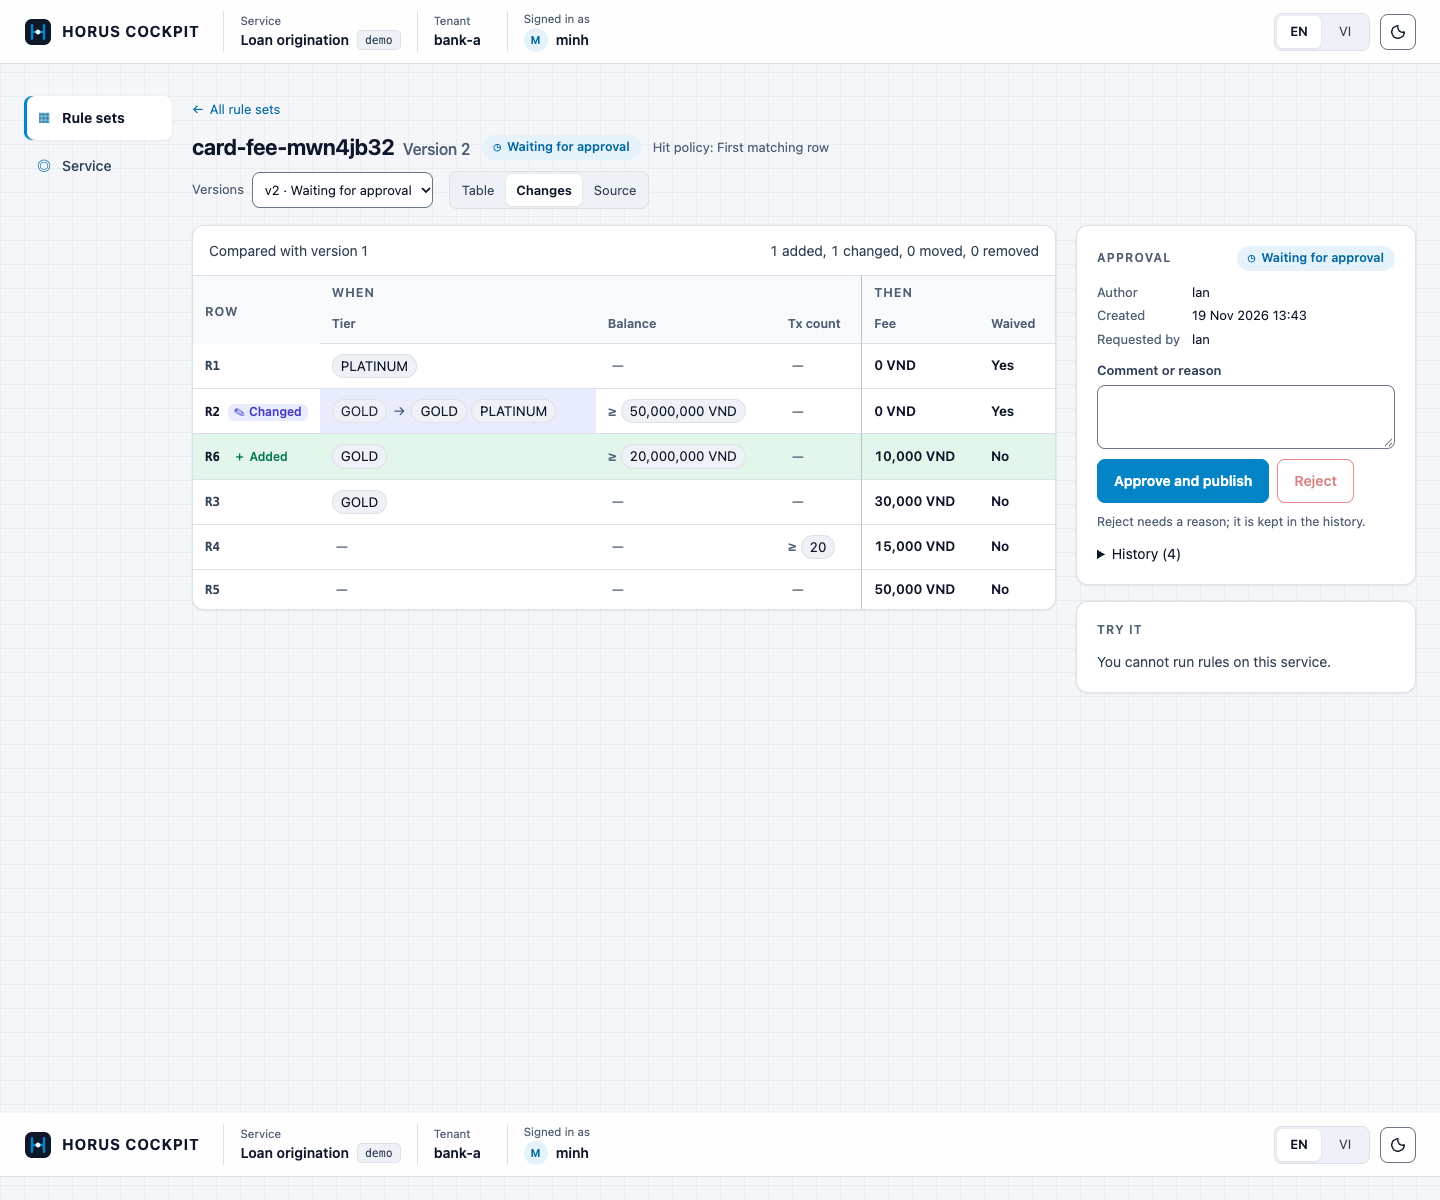 HORUS COCKPIT
Service
Loan origination demo
Tenant
bank-a
Signed in as
M minh
EN VI
Rule sets
Service
← All rule sets
card-fee-mwn4jb32 Version 2 Waiting for approval Hit policy: First matching row
Versions v2 · Waiting for approval Table Changes Source
Compared with version 1 1 added, 1 changed, 0 moved, 0 removed
ROW WHEN THEN
Tier Balance Tx count Fee Waived
R1 PLATINUM — — 0 VND Yes
R2 ✎ Changed GOLD → GOLD PLATINUM ≥ 50,000,000 VND — 0 VND Yes
R6 + Added GOLD ≥ 20,000,000 VND — 10,000 VND No
R3 GOLD — — 30,000 VND No
R4 — — ≥ 20 15,000 VND No
R5 — — — 50,000 VND No
APPROVAL Waiting for approval
Author lan
Created 19 Nov 2026 13:43
Requested by lan
Comment or reason
Approve and publish Reject
Reject needs a reason; it is kept in the history.
▶ History (4)
TRY IT
You cannot run rules on this service.
HORUS COCKPIT
Service
Loan origination demo
Tenant
bank-a
Signed in as
M minh
EN VI